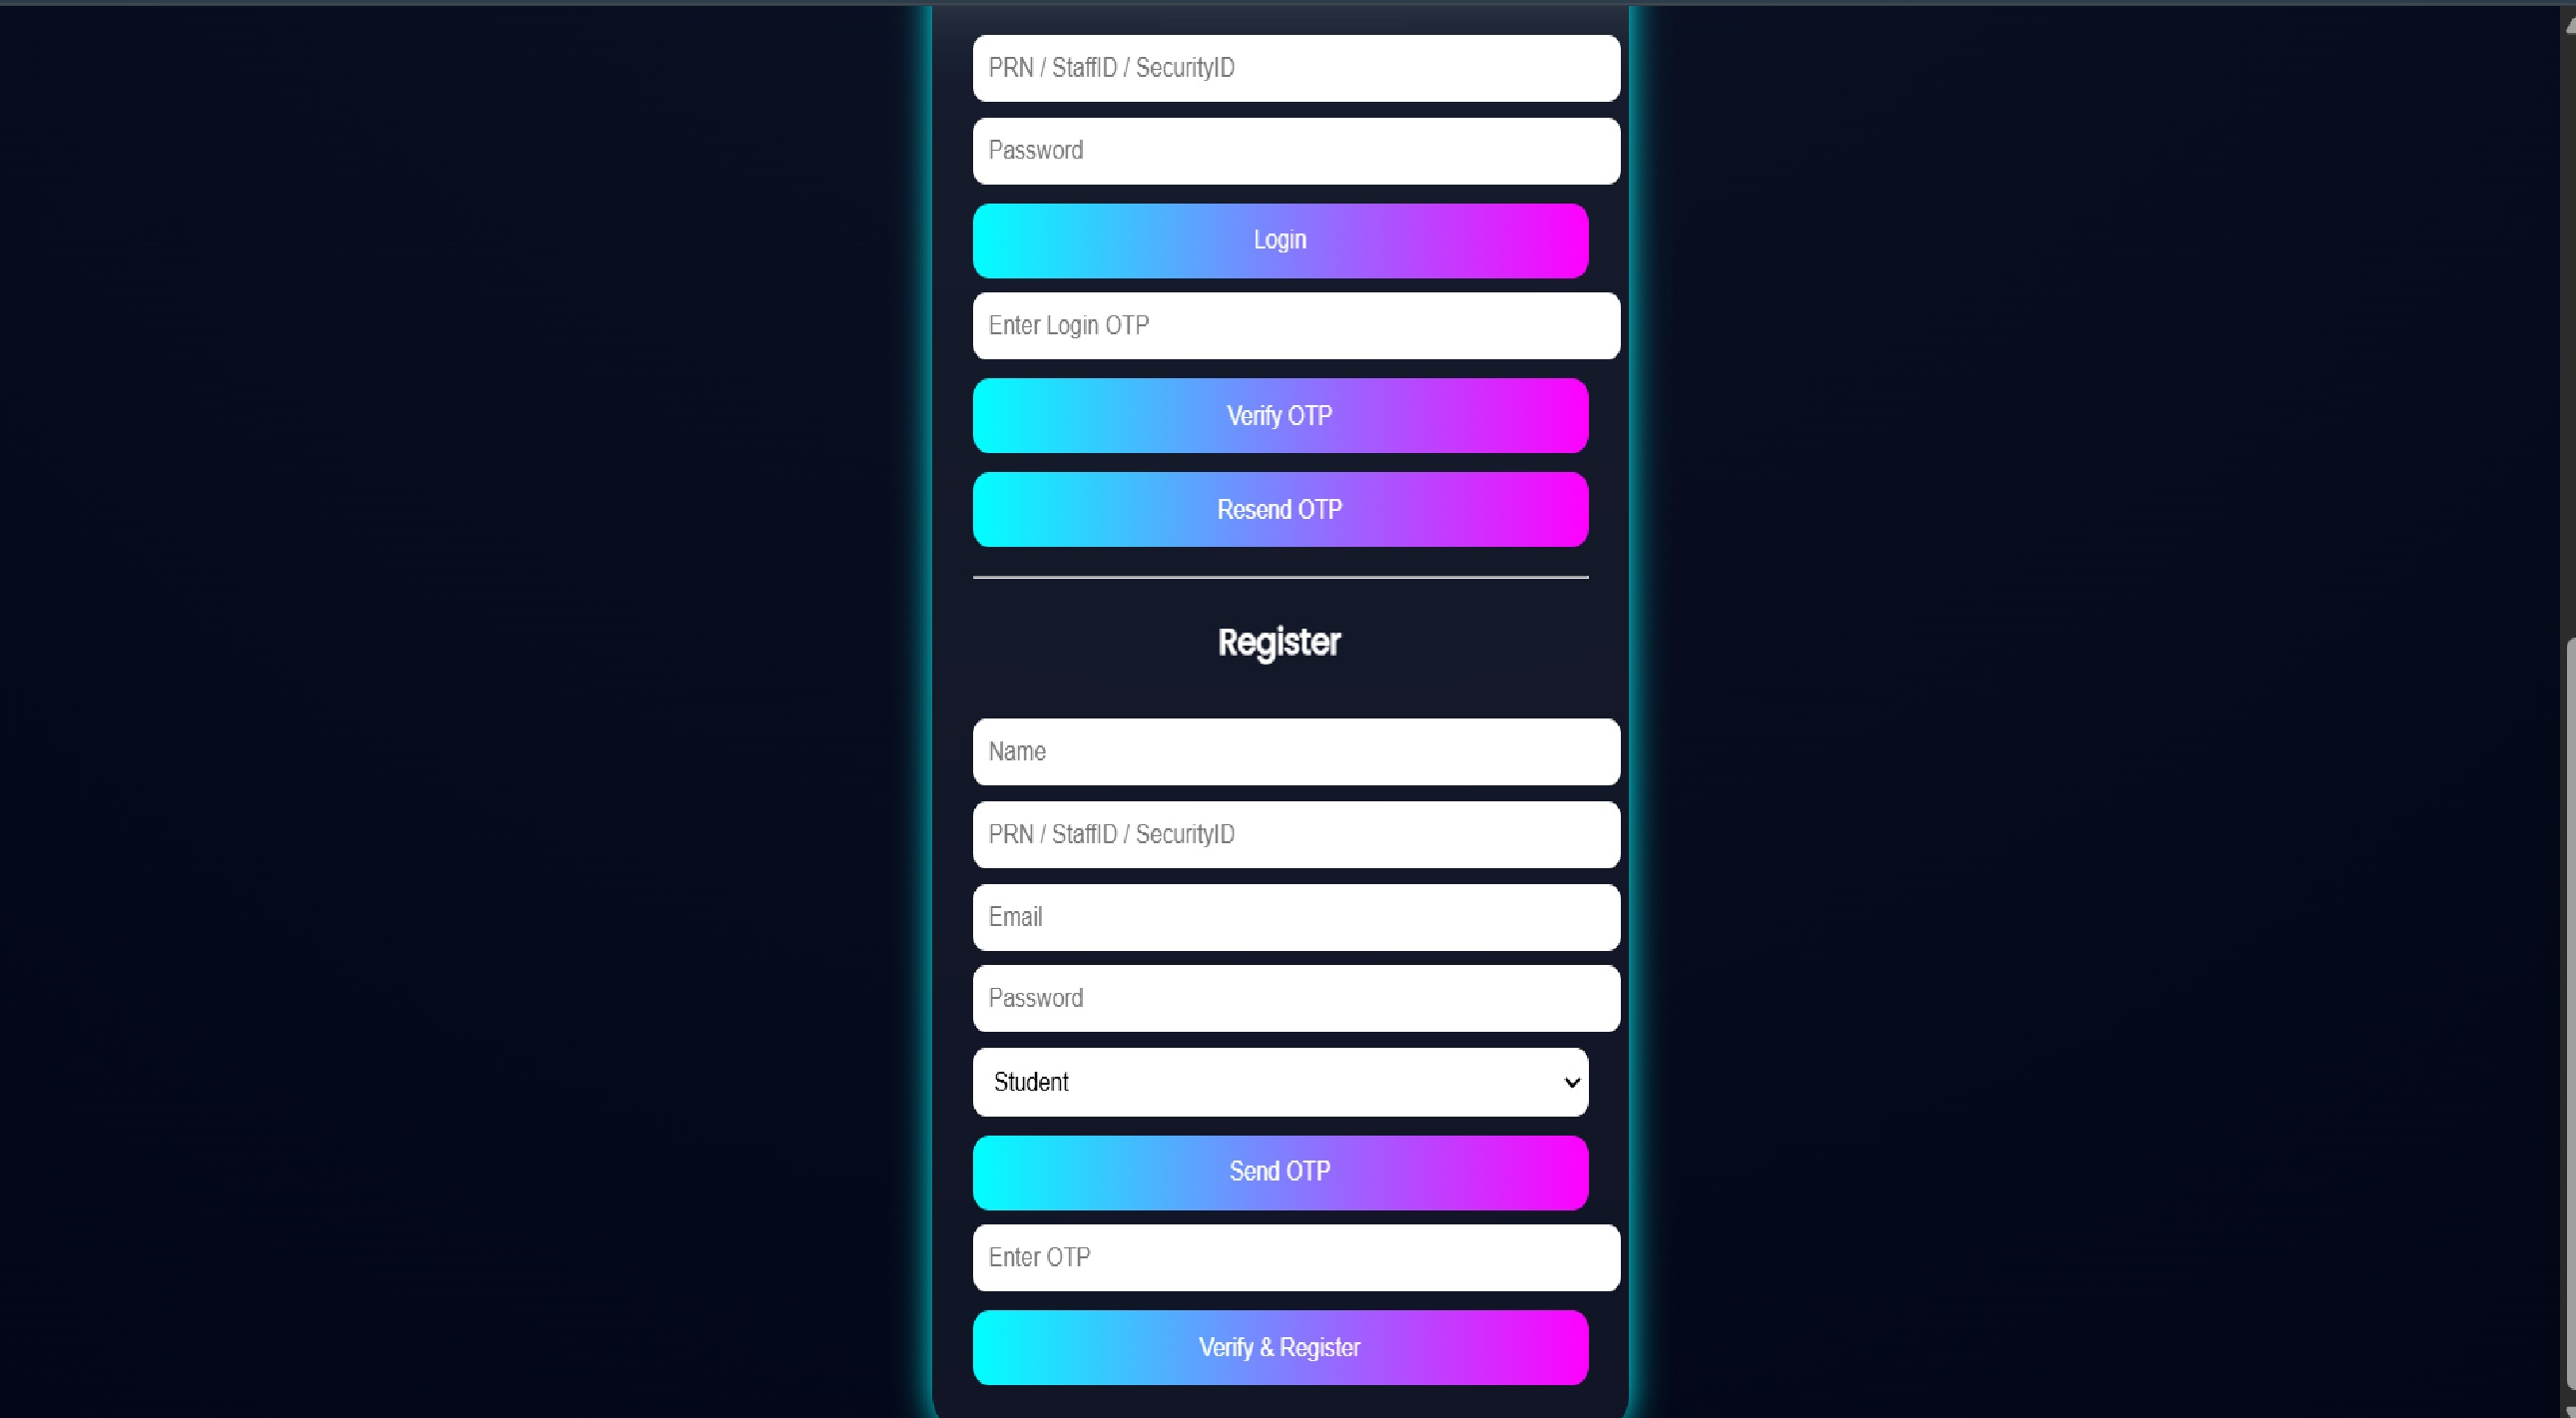 PRN / StaffID / SecurityID
Password
Login
Enter Login OTP
Verify OTP
Resend OTP
Register
Name
PRN / StaffID / SecurityID
Email
Password
Student
Send OTP
Enter OTP
Verify & Register